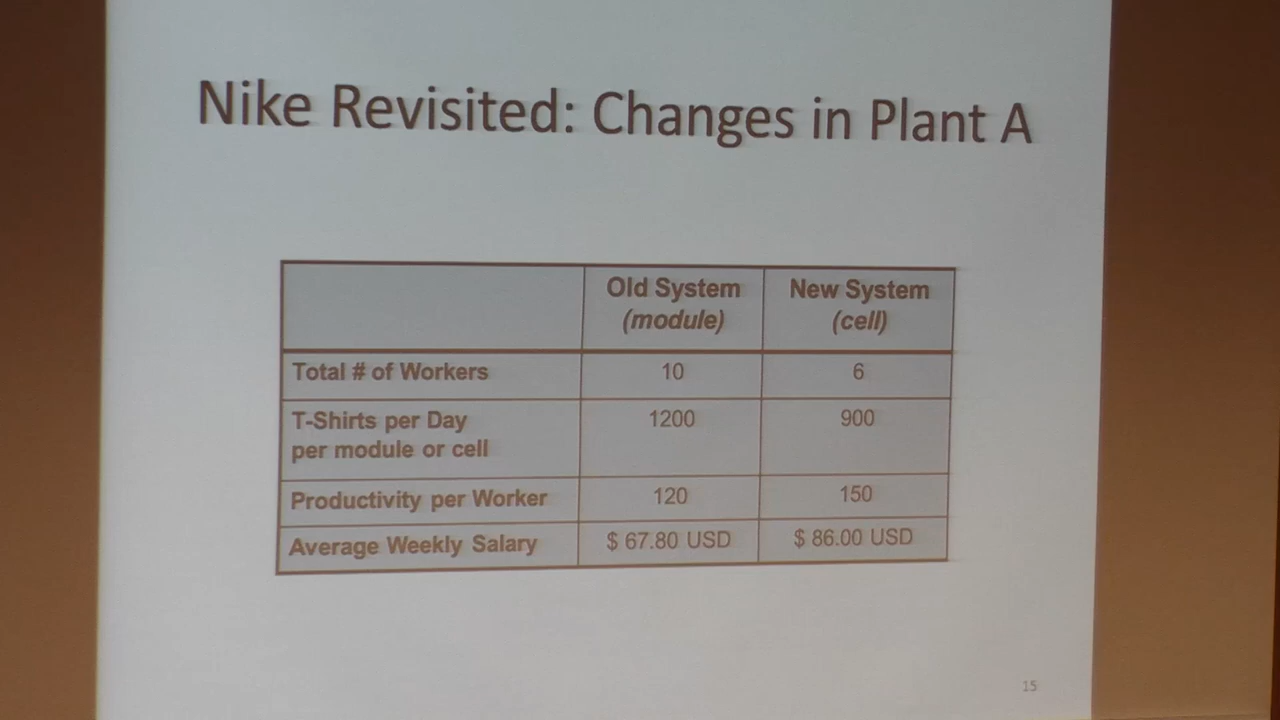 Nike Revisited: Changes in Plant A
Old System New System
(module) (cell)
Total # of Workers 10 6
T-Shirts per Day 1200 900
per module or cell
Productivity per Worker 120 150
Average Weekly Salary $ 67.80 USD $ 86.00 USD
15